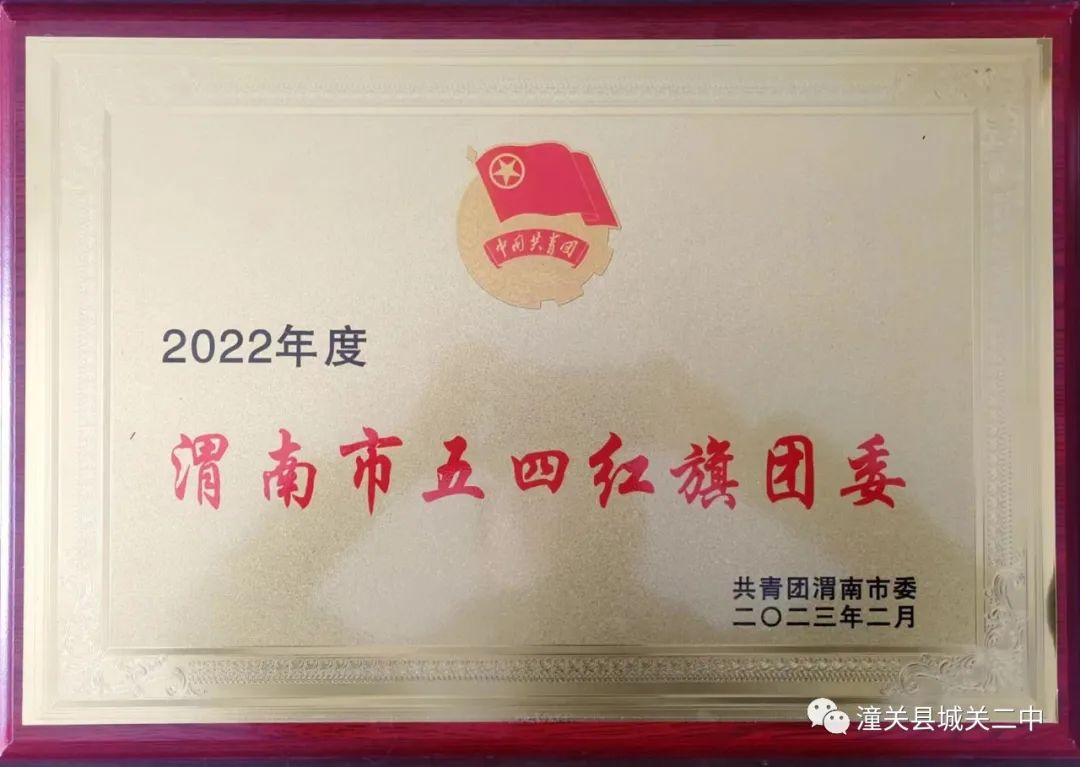 中国共青团
2022年度
渭南市五四红旗团委
共青团渭南市委
二〇二三年二月
潼关县城关二中